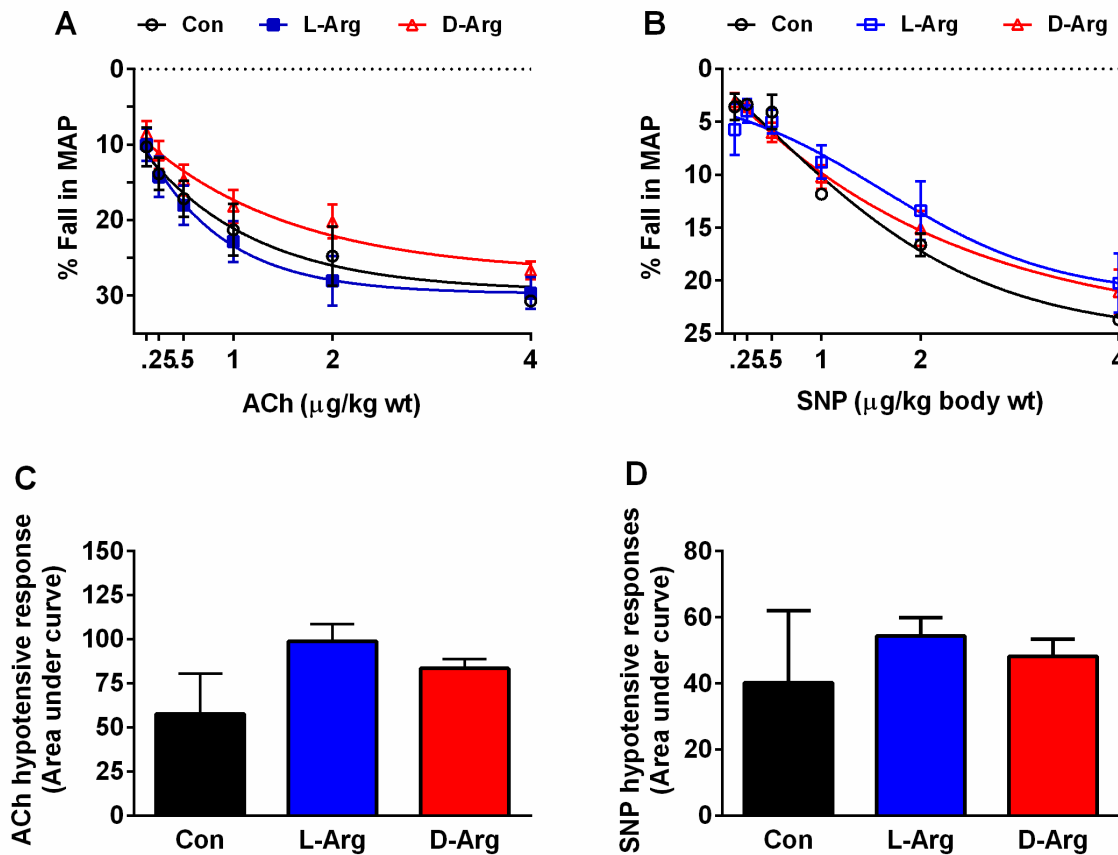 A
Con L-Arg D-Arg
0
10
20
30
% Fall in MAP
.25 .5 1 2 4
ACh (μg/kg wt)
B
Con L-Arg D-Arg
0
5
10
15
20
25
% Fall in MAP
.25 .5 1 2 4
SNP (μg/kg body wt)
C
ACh hypotensive response
(Area under curve)
150
125
100
75
50
25
0
Con L-Arg D-Arg
D
SNP hypotensive responses
(Area under curve)
80
60
40
20
0
Con L-Arg D-Arg